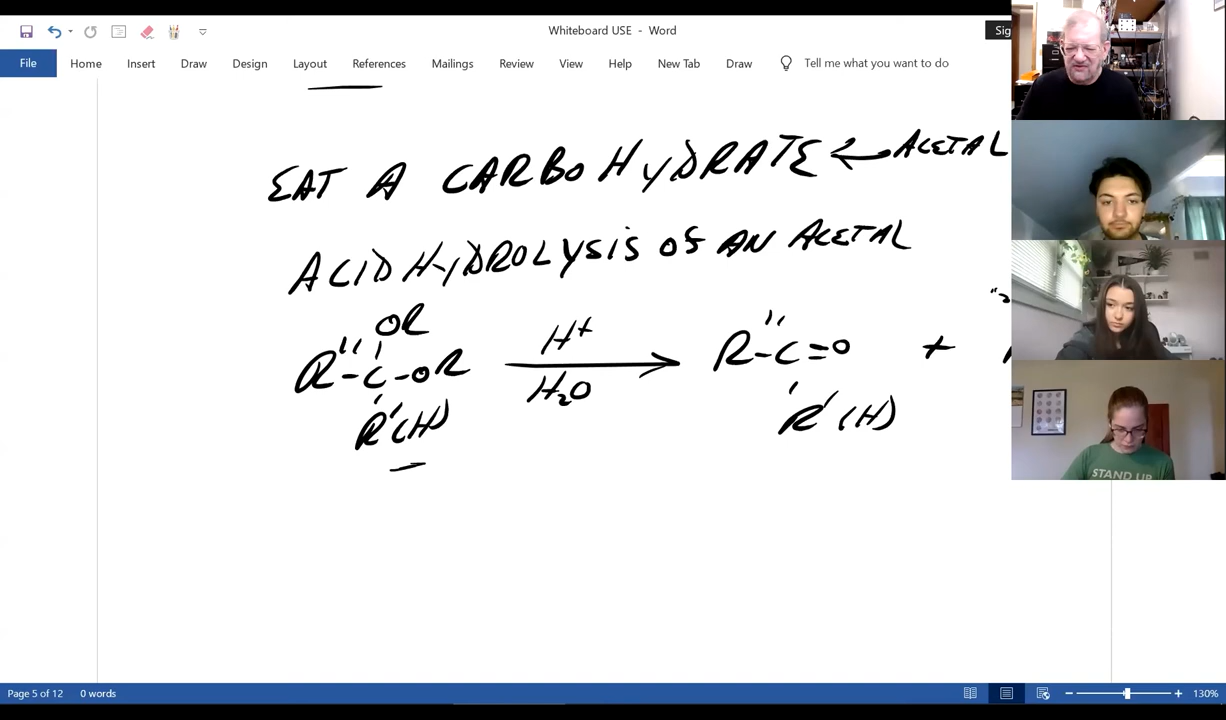 Whiteboard USE - Word
Sig
File Home Insert Draw Design Layout References Mailings Review View Help New Tab Draw Tell me what you want to do
EAT A CARBOHYDRATE ← ACETAL
ACID HYDROLYSIS OF AN ACETAL
OR
R''-C-OR
R'(H)
H+
H2O
R''-C=O +
R'(H)
STAND UP
Page 5 of 12 0 words
130%